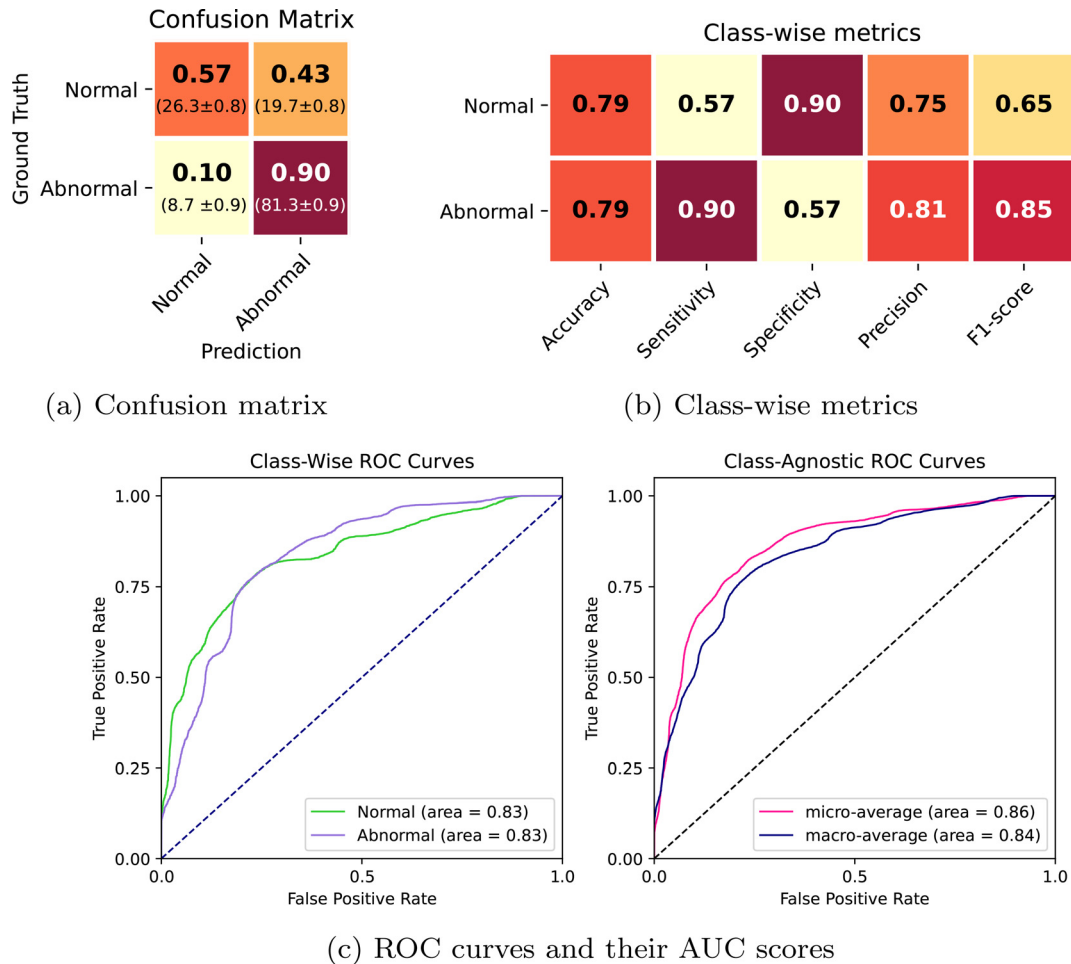 Confusion Matrix
Ground Truth
Normal
0.57
(26.3±0.8)
0.43
(19.7±0.8)
Abnormal
0.10
(8.7 ±0.9)
0.90
(81.3±0.9)
Normal
Abnormal
Prediction
(a) Confusion matrix
Class-wise metrics
Normal
0.79
0.57
0.90
0.75
0.65
Abnormal
0.79
0.90
0.57
0.81
0.85
Accuracy
Sensitivity
Specificity
Precision
F1-score
(b) Class-wise metrics
Class-Wise ROC Curves
True Positive Rate
1.00
0.75
0.50
0.25
0.00
Normal (area = 0.83)
Abnormal (area = 0.83)
0.0
0.5
1.0
False Positive Rate
Class-Agnostic ROC Curves
True Positive Rate
1.00
0.75
0.50
0.25
0.00
micro-average (area = 0.86)
macro-average (area = 0.84)
0.0
0.5
1.0
False Positive Rate
(c) ROC curves and their AUC scores